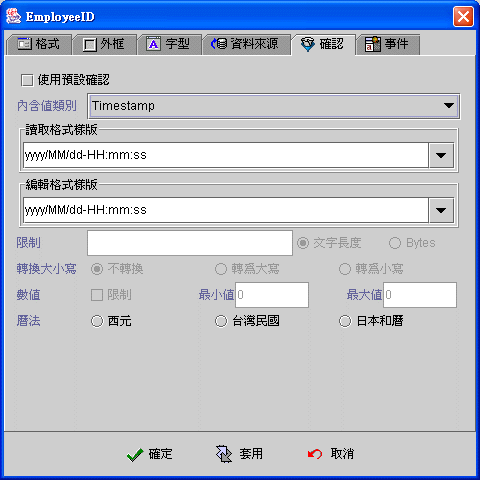 EmployeeID
格式 外框 字型 資料來源 確認 事件
使用預設確認
內含值類別 Timestamp
讀取格式樣版
yyyy/MM/dd-HH:mm:ss
編輯格式樣版
yyyy/MM/dd-HH:mm:ss
限制 文字長度 Bytes
轉換大小寫 不轉換 轉為大寫 轉為小寫
數值 限制 最小值 0 最大值 0
曆法 西元 台灣民國 日本和曆
確定 套用 取消